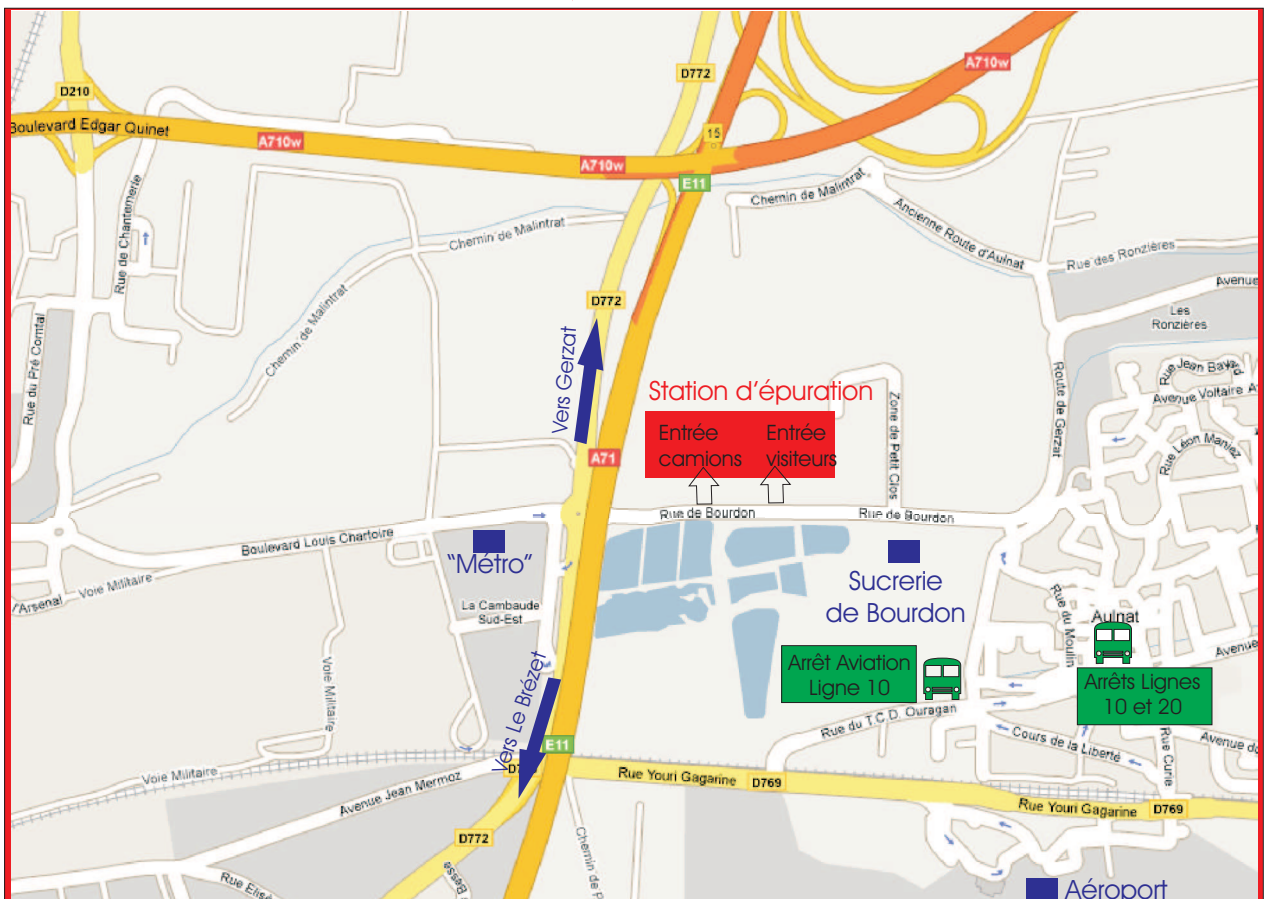 D210
D772
A710w
Boulevard Edgar Quinet
A710w
A710w
15
E11
Chemin de Malintrat
Rue de Chantemerle
Chemin de Malintrat
Ancienne Route d'Aulnat
Rue des Ronzières
Avenue
D772
Les
Ronzières
Chemin de Malintrat
Rue du Pré Comtal
Vers Gerzat
Station d'épuration
Entrée
camions
Entrée
visiteurs
Zone de Petit Clos
Route de Gerzat
Rue Jean
Avenue Voltaire
Rue Léon Maniez
A71
Rue de Bourdon
Rue de Bourdon
Boulevard Louis Chartoire
"Métro"
Voie Militaire
l'Arsenal
La Cambaude
Sud-Est
Sucrerie
de Bourdon
Rue du Moulin
Aulnat
Avenue
Arrêt Aviation
Ligne 10
Arrêts Lignes
10 et 20
Voie Militaire
Vers Le Brézet
Rue du T.C.D. Ouragan
Cours de la Liberté
Rue Curie
Avenue du
E11
Voie Militaire
Avenue Jean Mermoz
Rue Youri Gagarine
D769
Rue Youri Gagarine
D769
D772
Chemin de
Rue
Aéroport